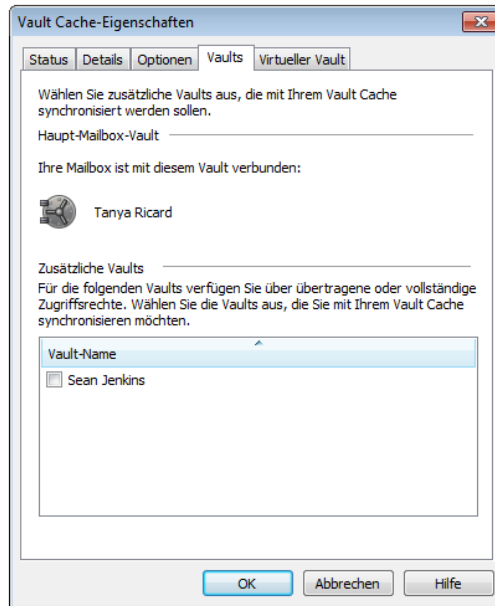 Vault Cache-Eigenschaften
Status Details Optionen Vaults Virtueller Vault
Wählen Sie zusätzliche Vaults aus, die mit Ihrem Vault Cache
synchronisiert werden sollen.
Haupt-Mailbox-Vault
Ihre Mailbox ist mit diesem Vault verbunden:
Tanya Ricard
Zusätzliche Vaults
Für die folgenden Vaults verfügen Sie über übertragene oder vollständige
Zugriffsrechte. Wählen Sie die Vaults aus, die Sie mit Ihrem Vault Cache
synchronisieren möchten.
Vault-Name
Sean Jenkins
OK Abbrechen Hilfe